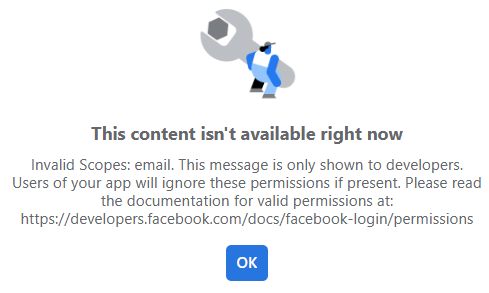 This content isn't available right now
Invalid Scopes: email. This message is only shown to developers.
Users of your app will ignore these permissions if present. Please read
the documentation for valid permissions at:
https://developers.facebook.com/docs/facebook-login/permissions
OK